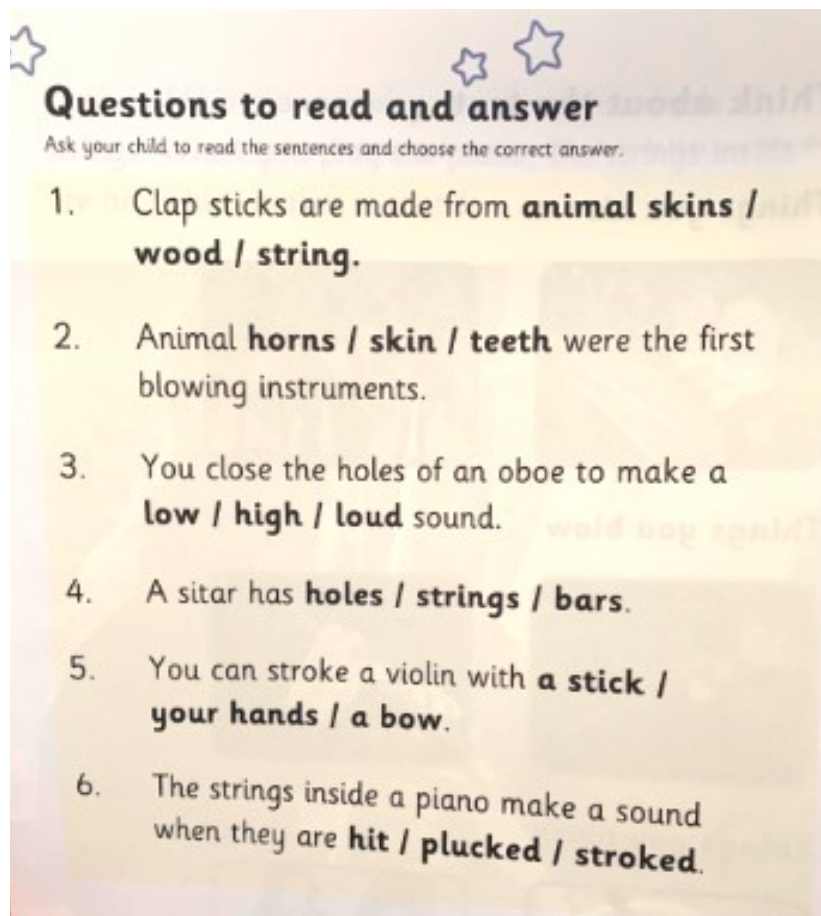 Questions to read and answer
Ask your child to read the sentences and choose the correct answer.
1. Clap sticks are made from animal skins /
wood / string.
2. Animal horns / skin / teeth were the first
blowing instruments.
3. You close the holes of an oboe to make a
low / high / loud sound.
4. A sitar has holes / strings / bars.
5. You can stroke a violin with a stick /
your hands / a bow.
6. The strings inside a piano make a sound
when they are hit / plucked / stroked.